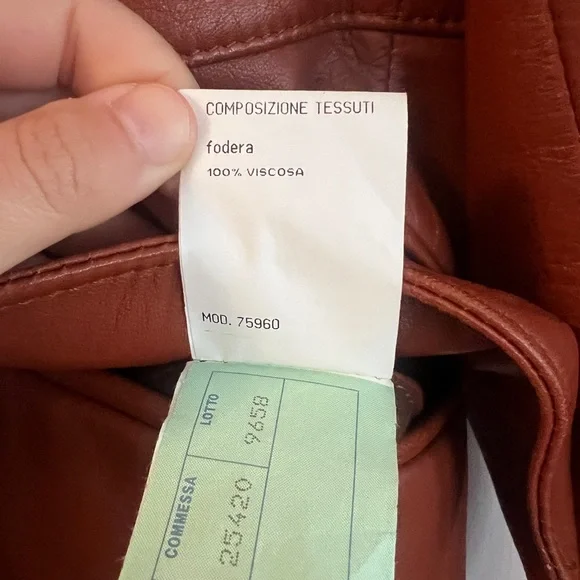 COMPOSIZIONE TESSUTI
fodera
100% VISCOSA
MOD. 75960
LOTTO 9658
COMMESSA 25420